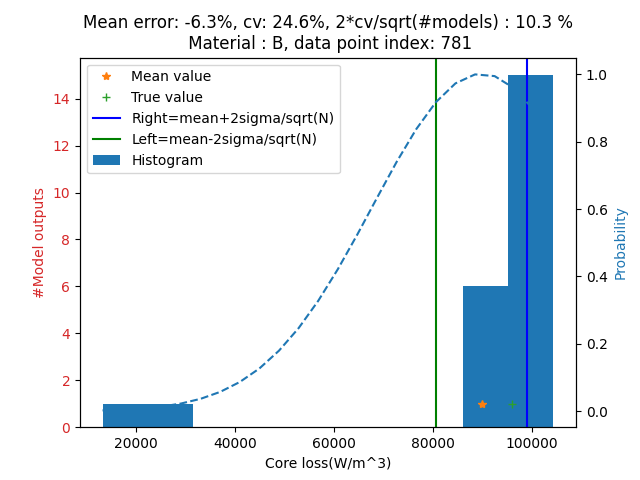 Mean error: -6.3%, cv: 24.6%, 2*cv/sqrt(#models) : 10.3 %
Material : B, data point index: 781
Mean value
True value
Right=mean+2sigma/sqrt(N)
Left=mean-2sigma/sqrt(N)
Histogram
14
12
10
8
6
4
2
0
#Model outputs
1.0
0.8
0.6
0.4
0.2
0.0
Probability
20000 40000 60000 80000 100000
Core loss(W/m^3)